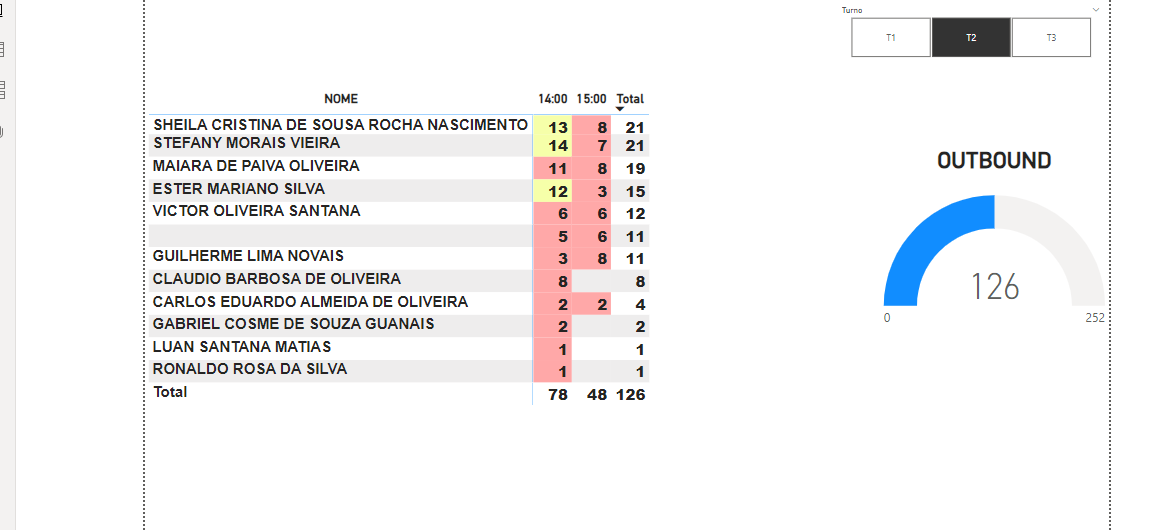 Turno
T1 T2 T3
NOME 14:00 15:00 Total
SHEILA CRISTINA DE SOUSA ROCHA NASCIMENTO 13 8 21
STEFANY MORAIS VIEIRA 14 7 21
MAIARA DE PAIVA OLIVEIRA 11 8 19
ESTER MARIANO SILVA 12 3 15
VICTOR OLIVEIRA SANTANA 6 6 12
5 6 11
GUILHERME LIMA NOVAIS 3 8 11
CLAUDIO BARBOSA DE OLIVEIRA 8 8
CARLOS EDUARDO ALMEIDA DE OLIVEIRA 2 2 4
GABRIEL COSME DE SOUZA GUANAIS 2 2
LUAN SANTANA MATIAS 1 1
RONALDO ROSA DA SILVA 1 1
Total 78 48 126
OUTBOUND
126
0 252